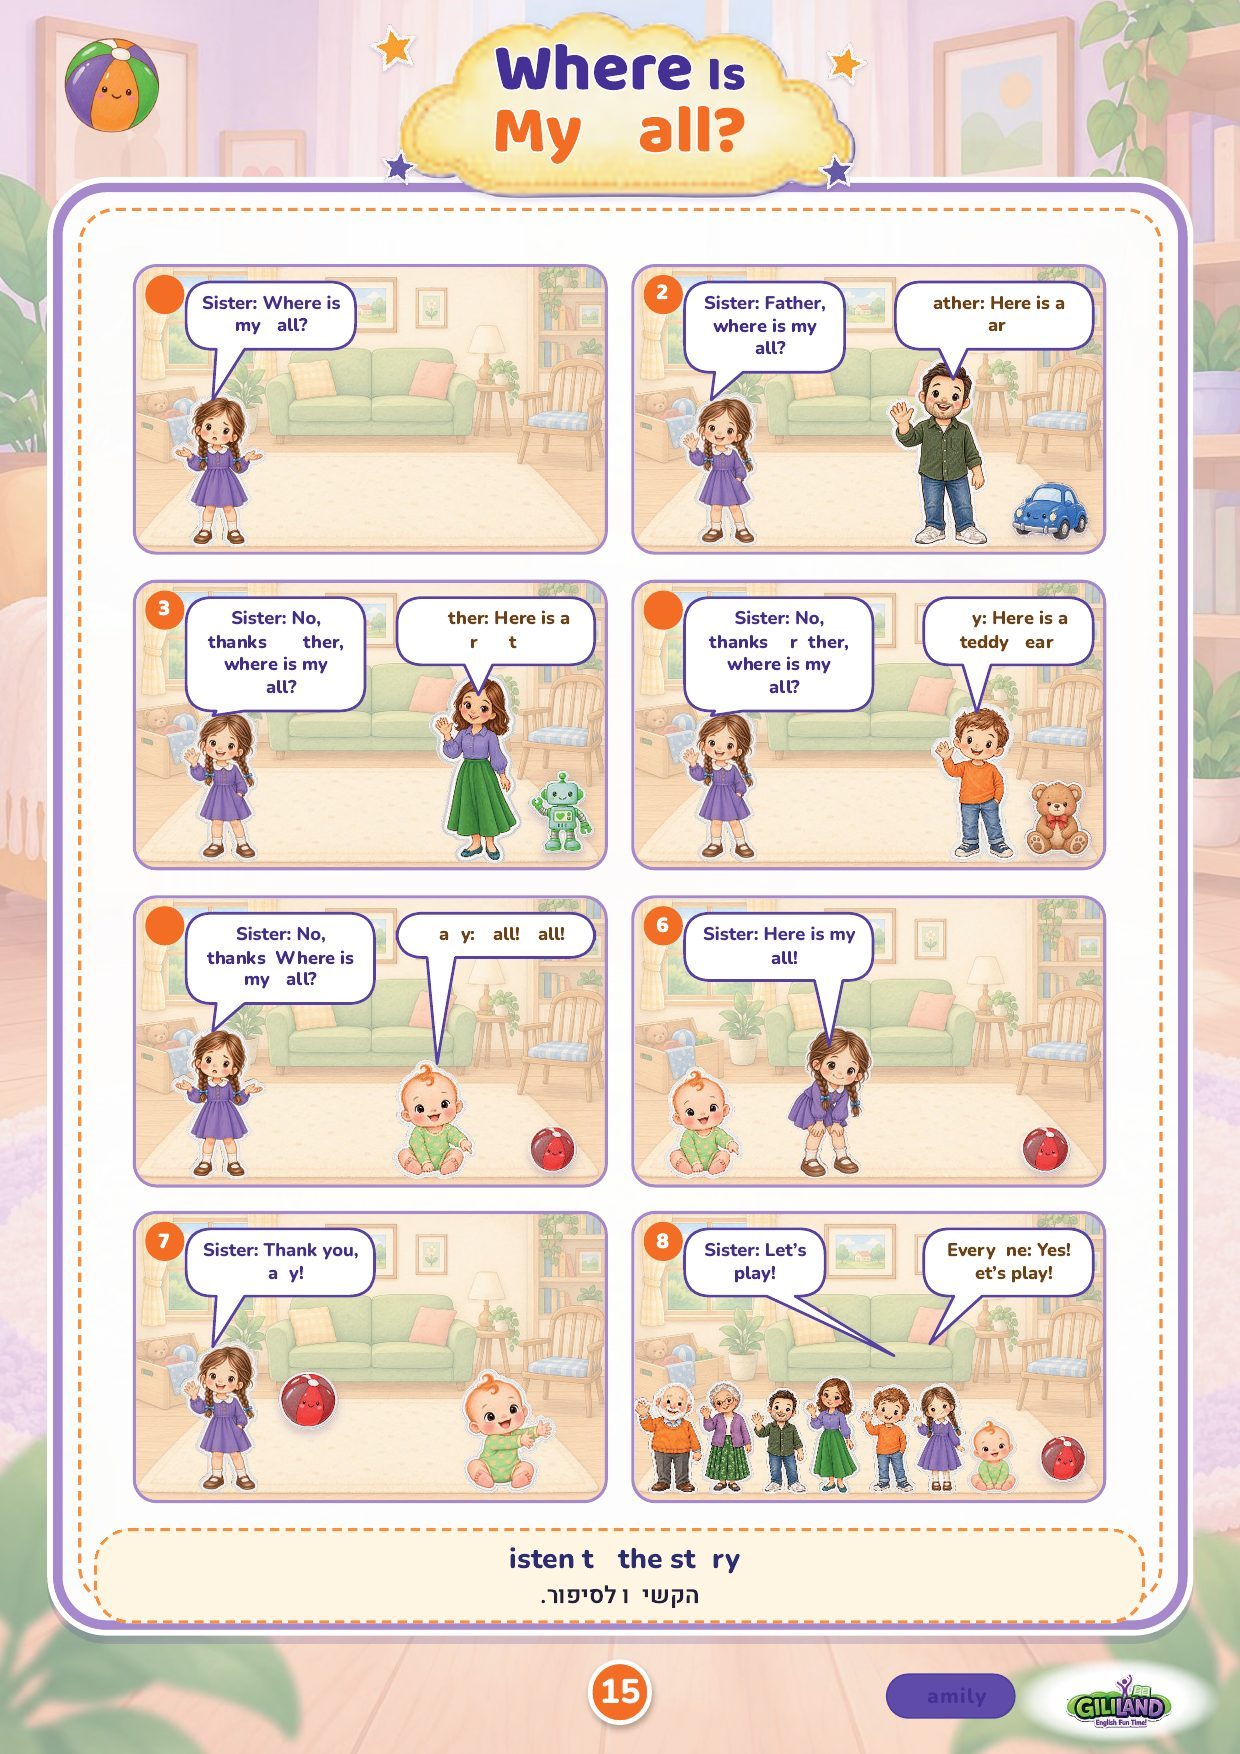 Where Is
My all?
Sister: Where is
my all?
2
Sister: Father,
where is my
all?
ather: Here is a
ar
3
Sister: No,
thanks ther,
where is my
all?
ther: Here is a
r t
Sister: No,
thanks r ther,
where is my
all?
y: Here is a
teddy ear
Sister: No,
thanks Where is
my all?
a y: all! all!
6
Sister: Here is my
all!
7
Sister: Thank you,
a y!
8
Sister: Let's
play!
Every ne: Yes!
et's play!
isten t the st ry
הקשי ו לסיפור.
15
amily
GILILAND
English Fun Time!